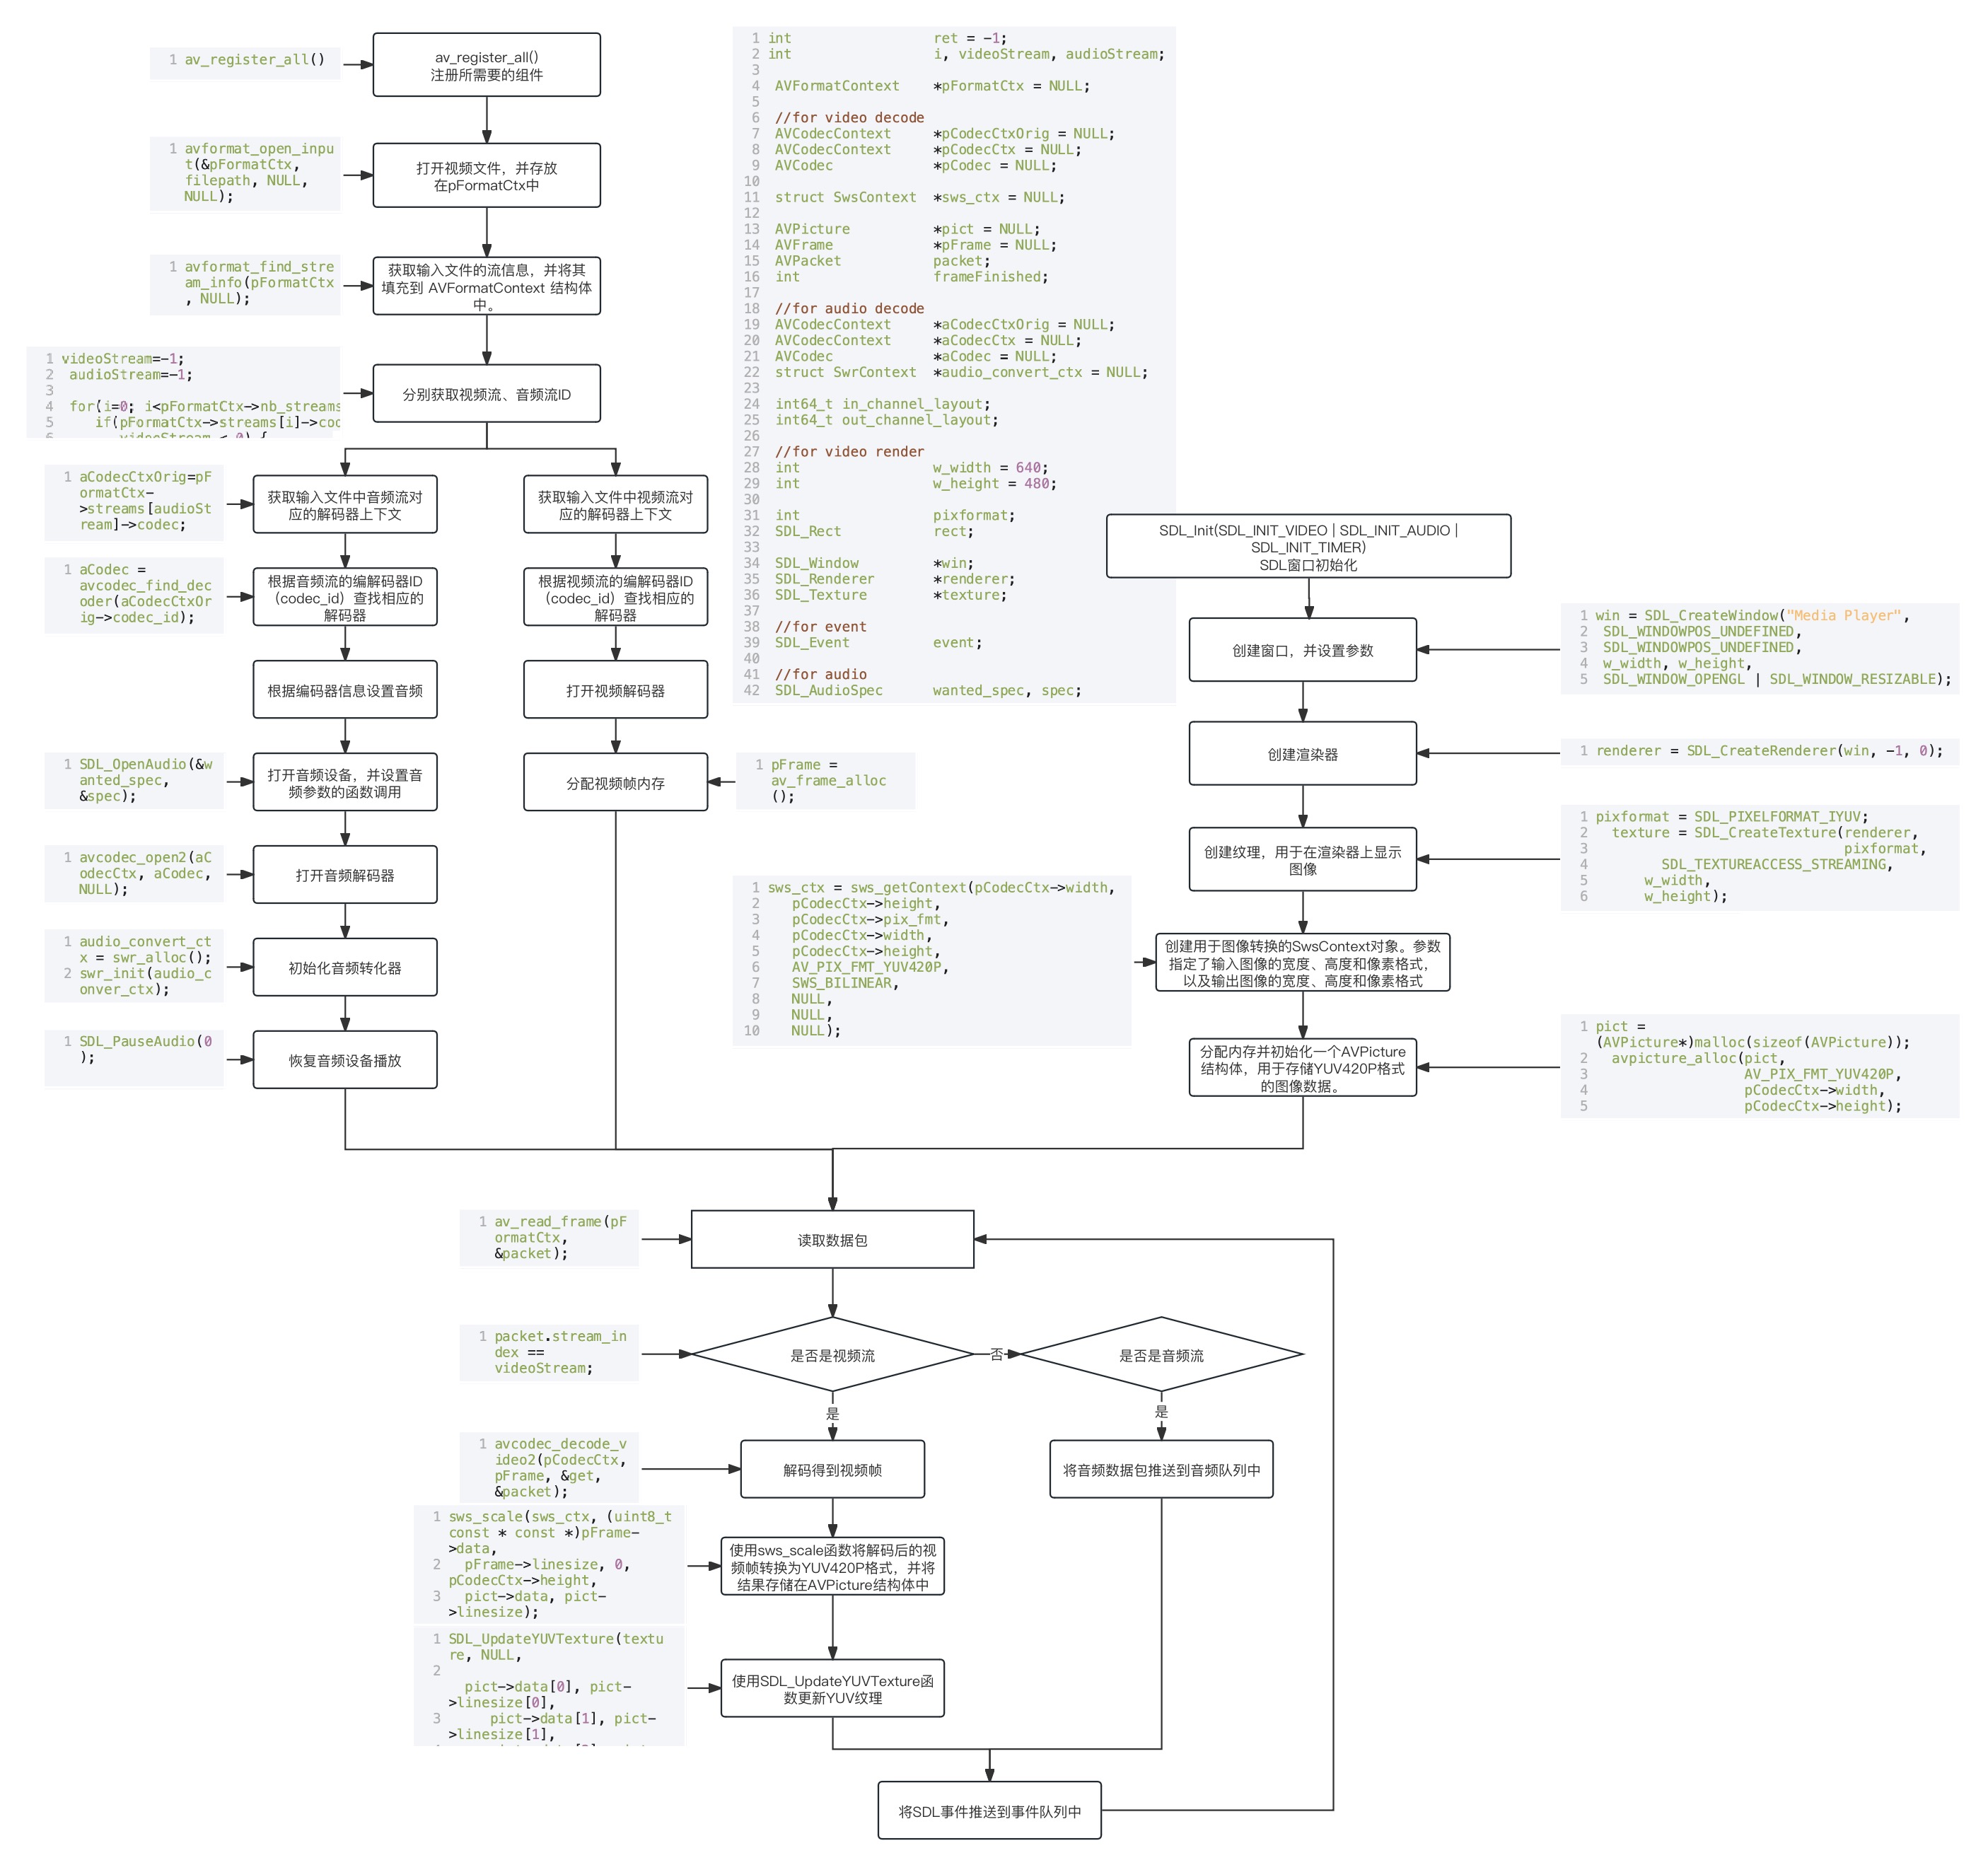 1 av_register_all()
av_register_all()
注册所需要的组件
1 avformat_open_inpu
t(&pFormatCtx,
filepath, NULL,
NULL);
打开视频文件，并存放
在pFormatCtx中
1 avformat_find_stre
am_info(pFormatCtx
, NULL);
获取输入文件的流信息，并将其
填充到 AVFormatContext 结构体
中。
1 videoStream=-1;
2 audioStream=-1;
3
4 for(i=0; i<pFormatCtx->nb_streams
5 if(pFormatCtx->streams[i]->cod
6 videoStream < 0) {
分别获取视频流、音频流ID
1 aCodecCtxOrig=pF
ormatCtx-
>streams[audioSt
ream]->codec;
获取输入文件中音频流对
应的解码器上下文
获取输入文件中视频流对
应的解码器上下文
1 aCodec =
avcodec_find_dec
oder(aCodecCtxOr
ig->codec_id);
根据音频流的编解码器ID
（codec_id）查找相应的
解码器
根据视频流的编解码器ID
（codec_id）查找相应的
解码器
根据编码器信息设置音频
打开视频解码器
1 SDL_OpenAudio(&w
anted_spec,
&spec);
打开音频设备，并设置音
频参数的函数调用
分配视频帧内存
1 pFrame =
av_frame_alloc
();
1 avcodec_open2(aC
odecCtx, aCodec,
NULL);
打开音频解码器
1 audio_convert_ct
x = swr_alloc();
2 swr_init(audio_c
onver_ctx);
初始化音频转化器
1 SDL_PauseAudio(0
);
恢复音频设备播放
1 int ret = -1;
2 int i, videoStream, audioStream;
3
4 AVFormatContext *pFormatCtx = NULL;
5
6 //for video decode
7 AVCodecContext *pCodecCtxOrig = NULL;
8 AVCodecContext *pCodecCtx = NULL;
9 AVCodec *pCodec = NULL;
10
11 struct SwsContext *sws_ctx = NULL;
12
13 AVPicture *pict = NULL;
14 AVFrame *pFrame = NULL;
15 AVPacket packet;
16 int frameFinished;
17
18 //for audio decode
19 AVCodecContext *aCodecCtxOrig = NULL;
20 AVCodecContext *aCodecCtx = NULL;
21 AVCodec *aCodec = NULL;
22 struct SwrContext *audio_convert_ctx = NULL;
23
24 int64_t in_channel_layout;
25 int64_t out_channel_layout;
26
27 //for video render
28 int w_width = 640;
29 int w_height = 480;
30
31 int pixformat;
32 SDL_Rect rect;
33
34 SDL_Window *win;
35 SDL_Renderer *renderer;
36 SDL_Texture *texture;
37
38 //for event
39 SDL_Event event;
40
41 //for audio
42 SDL_AudioSpec wanted_spec, spec;
SDL_Init(SDL_INIT_VIDEO | SDL_INIT_AUDIO |
SDL_INIT_TIMER)
SDL窗口初始化
创建窗口，并设置参数
1 win = SDL_CreateWindow("Media Player",
2 SDL_WINDOWPOS_UNDEFINED,
3 SDL_WINDOWPOS_UNDEFINED,
4 w_width, w_height,
5 SDL_WINDOW_OPENGL | SDL_WINDOW_RESIZABLE);
创建渲染器
1 renderer = SDL_CreateRenderer(win, -1, 0);
创建纹理，用于在渲染器上显示
图像
1 pixformat = SDL_PIXELFORMAT_IYUV;
2 texture = SDL_CreateTexture(renderer,
3 pixformat,
4 SDL_TEXTUREACCESS_STREAMING,
5 w_width,
6 w_height);
1 sws_ctx = sws_getContext(pCodecCtx->width,
2 pCodecCtx->height,
3 pCodecCtx->pix_fmt,
4 pCodecCtx->width,
5 pCodecCtx->height,
6 AV_PIX_FMT_YUV420P,
7 SWS_BILINEAR,
8 NULL,
9 NULL,
10 NULL);
创建用于图像转换的SwsContext对象。参数
指定了输入图像的宽度、高度和像素格式，
以及输出图像的宽度、高度和像素格式
分配内存并初始化一个AVPicture
结构体，用于存储YUV420P格式
的图像数据。
1 pict =
(AVPicture*)malloc(sizeof(AVPicture));
2 avpicture_alloc(pict,
3 AV_PIX_FMT_YUV420P,
4 pCodecCtx->width,
5 pCodecCtx->height);
1 av_read_frame(pF
ormatCtx,
&packet);
读取数据包
1 packet.stream_in
dex ==
videoStream;
是否是视频流
否
是否是音频流
是
是
1 avcodec_decode_v
ideo2(pCodecCtx,
pFrame, &get,
&packet);
解码得到视频帧
将音频数据包推送到音频队列中
1 sws_scale(sws_ctx, (uint8_t
const * const *)pFrame-
>data,
2 pFrame->linesize, 0,
pCodecCtx->height,
3 pict->data, pict-
>linesize);
使用sws_scale函数将解码后的视
频帧转换为YUV420P格式，并将
结果存储在AVPicture结构体中
1 SDL_UpdateYUVTexture(textu
re, NULL,
2
pict->data[0], pict-
>linesize[0],
3 pict->data[1], pict-
>linesize[1],
使用SDL_UpdateYUVTexture函
数更新YUV纹理
将SDL事件推送到事件队列中